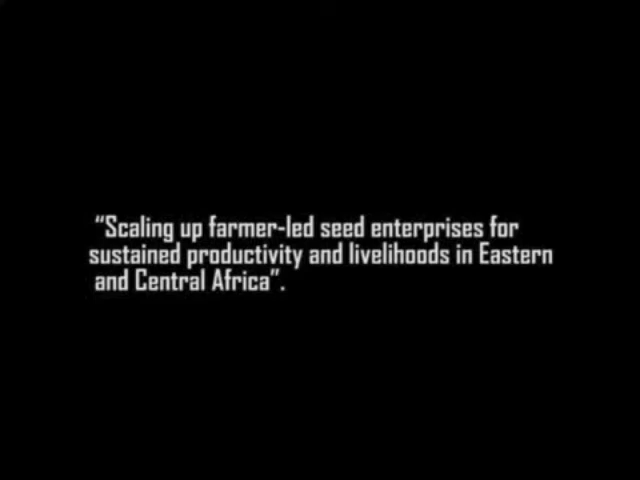 “Scaling up farmer-led seed enterprises for
sustained productivity and livelihoods in Eastern
and Central Africa”.